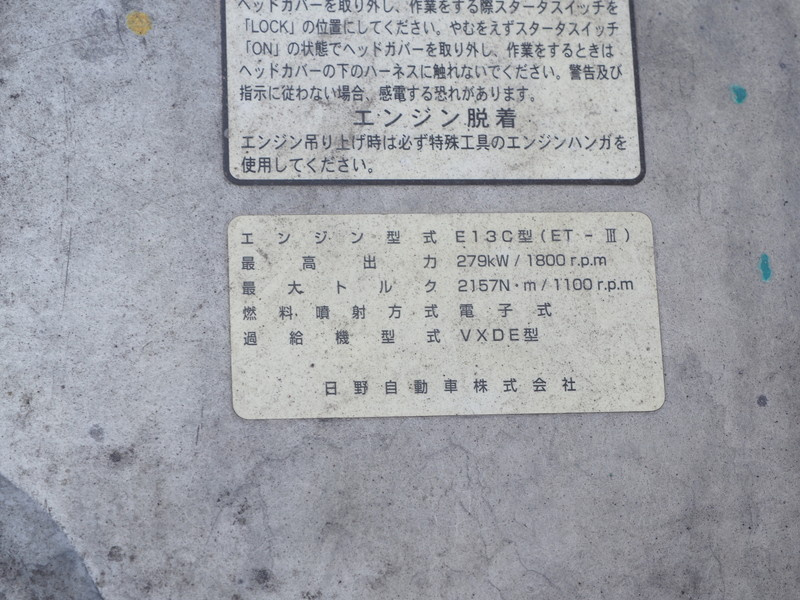 ヘッドカバーを取り外し、作業をする際スタータスイッチを
「LOCK」の位置にしてください。やむをえずスタータスイッチ
「ON」の状態でヘッドガバーを取り外し、作業をするときは
ヘッドカバーの下のハーネスに触れないでください。警告及び
指示に従わない場合、感電する恐れがあります。
エンジン脱着
エンジン吊り上げ時は必ず特殊工具のエンジンハンガを
使用してください。
エンジン型式 E13C型(ET-Ⅲ)
最高出力 279kW/1800r.p.m
最大トルク 2157N·m/1100r.p.m
燃料噴射方式 電子式
過給機型式 VXDE型
日野自動車株式会社